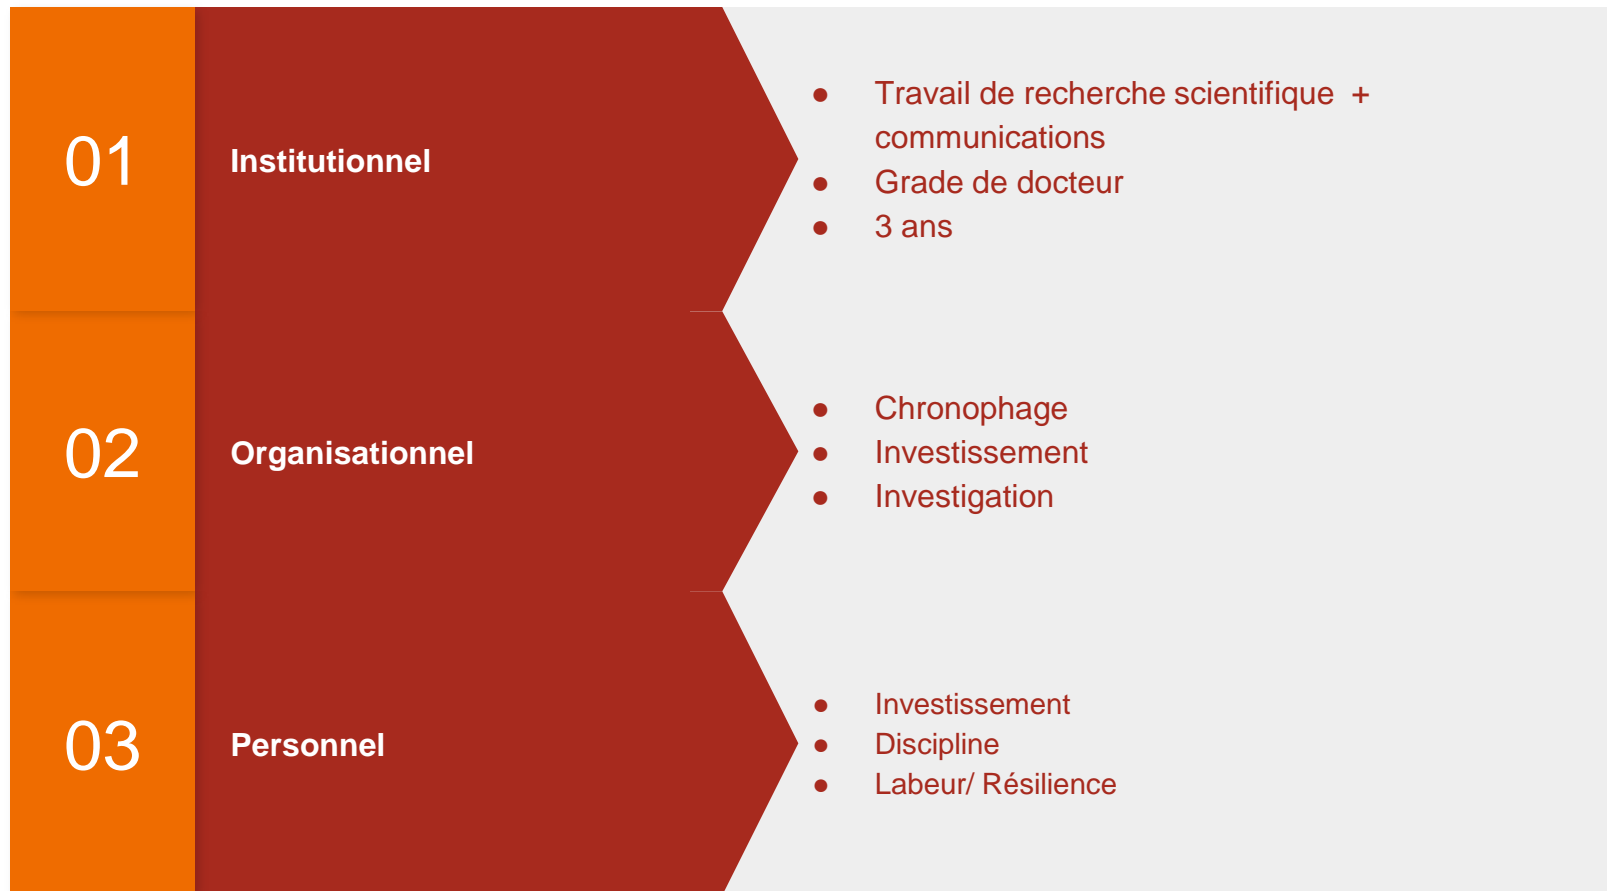 01
Institutionnel
● Travail de recherche scientifique +
communications
● Grade de docteur
● 3 ans
02
Organisationnel
● Chronophage
● Investissement
● Investigation
03
Personnel
● Investissement
● Discipline
● Labeur/ Résilience